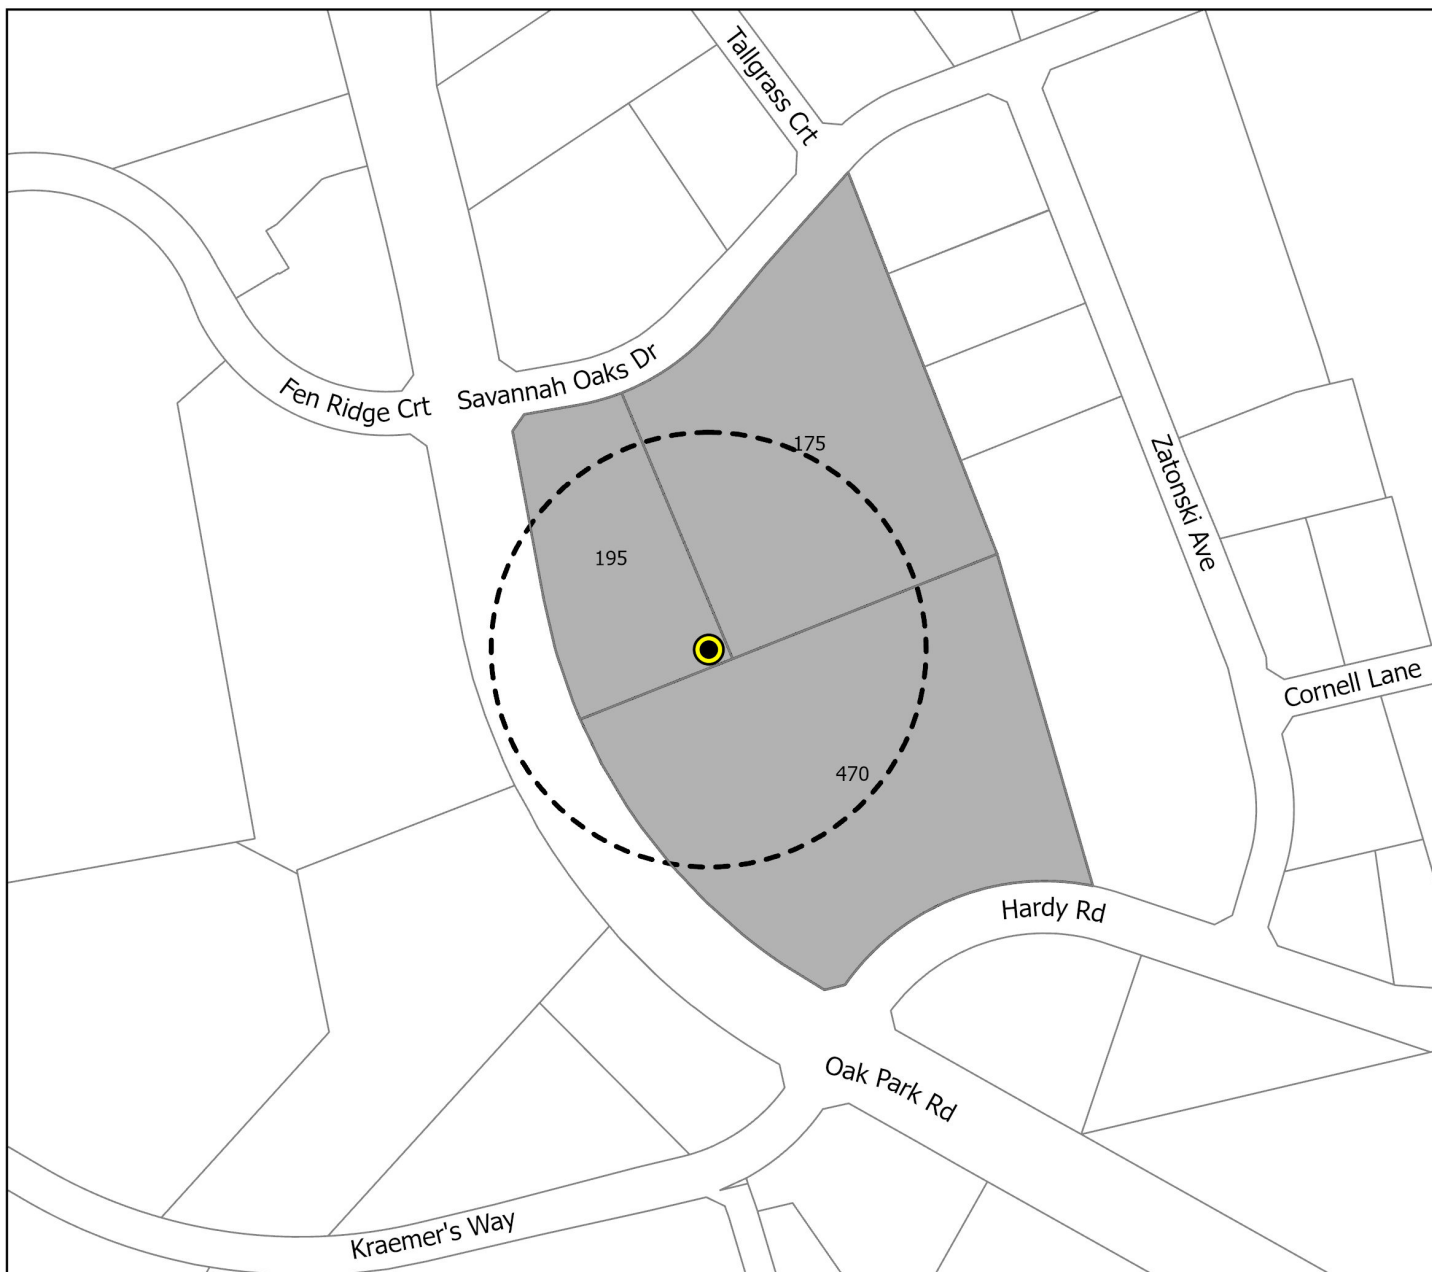 Tallgrass Crt
Savannah Oaks Dr
Fen Ridge Crt
175
Zatonski Ave
195
Cornell Lane
470
Hardy Rd
Oak Park Rd
Kraemer's Way